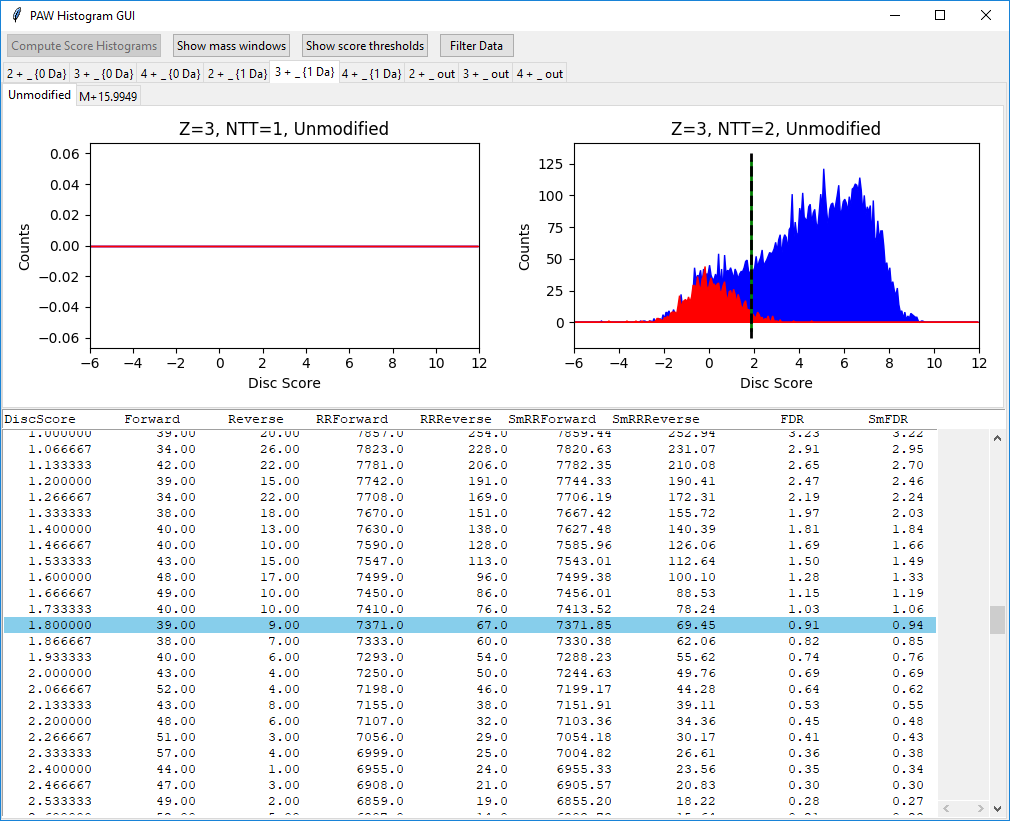 PAW Histogram GUI
Compute Score Histograms Show mass windows Show score thresholds Filter Data
2 + _ {0 Da} 3 + _ {0 Da} 4 + _ {0 Da} 2 + _ {1 Da} 3 + _ {1 Da} 4 + _ {1 Da} 2 + _ out 3 + _ out 4 + _ out
Unmodified M+15.9949
Z=3, NTT=1, Unmodified
0.06
0.04
0.02
0.00
−0.02
−0.04
−0.06
Counts
−6 −4 −2 0 2 4 6 8 10 12
Disc Score
Z=3, NTT=2, Unmodified
125
100
75
50
25
0
Counts
−6 −4 −2 0 2 4 6 8 10 12
Disc Score
DiscScore Forward Reverse RRForward RRReverse SmRRForward SmRRReverse FDR SmFDR
1.000000 39.00 20.00 7857.0 254.0 7859.44 252.94 3.23 3.22
1.066667 34.00 26.00 7823.0 228.0 7820.63 231.07 2.91 2.95
1.133333 42.00 22.00 7781.0 206.0 7782.35 210.08 2.65 2.70
1.200000 39.00 15.00 7742.0 191.0 7744.33 190.41 2.47 2.46
1.266667 34.00 22.00 7708.0 169.0 7706.19 172.31 2.19 2.24
1.333333 38.00 18.00 7670.0 151.0 7667.42 155.72 1.97 2.03
1.400000 40.00 13.00 7630.0 138.0 7627.48 140.39 1.81 1.84
1.466667 40.00 10.00 7590.0 128.0 7585.96 126.06 1.69 1.66
1.533333 43.00 15.00 7547.0 113.0 7543.01 112.64 1.50 1.49
1.600000 48.00 17.00 7499.0 96.0 7499.38 100.10 1.28 1.33
1.666667 49.00 10.00 7450.0 86.0 7456.01 88.53 1.15 1.19
1.733333 40.00 10.00 7410.0 76.0 7413.52 78.24 1.03 1.06
1.800000 39.00 9.00 7371.0 67.0 7371.85 69.45 0.91 0.94
1.866667 38.00 7.00 7333.0 60.0 7330.38 62.06 0.82 0.85
1.933333 40.00 6.00 7293.0 54.0 7288.23 55.62 0.74 0.76
2.000000 43.00 4.00 7250.0 50.0 7244.63 49.76 0.69 0.69
2.066667 52.00 4.00 7198.0 46.0 7199.17 44.28 0.64 0.62
2.133333 43.00 8.00 7155.0 38.0 7151.91 39.11 0.53 0.55
2.200000 48.00 6.00 7107.0 32.0 7103.36 34.36 0.45 0.48
2.266667 51.00 3.00 7056.0 29.0 7054.18 30.17 0.41 0.43
2.333333 57.00 4.00 6999.0 25.0 7004.82 26.61 0.36 0.38
2.400000 44.00 1.00 6955.0 24.0 6955.33 23.56 0.35 0.34
2.466667 47.00 3.00 6908.0 21.0 6905.57 20.83 0.30 0.30
2.533333 49.00 2.00 6859.0 19.0 6855.20 18.22 0.28 0.27